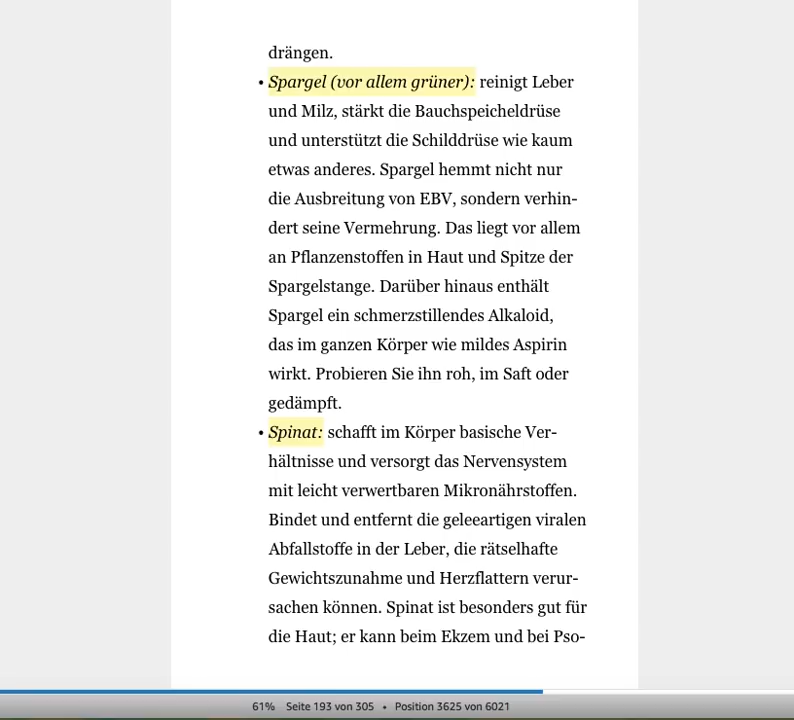 drängen.
• Spargel (vor allem grüner): reinigt Leber
und Milz, stärkt die Bauchspeicheldrüse
und unterstützt die Schilddrüse wie kaum
etwas anderes. Spargel hemmt nicht nur
die Ausbreitung von EBV, sondern verhin-
dert seine Vermehrung. Das liegt vor allem
an Pflanzenstoffen in Haut und Spitze der
Spargelstange. Darüber hinaus enthält
Spargel ein schmerzstillendes Alkaloid,
das im ganzen Körper wie mildes Aspirin
wirkt. Probieren Sie ihn roh, im Saft oder
gedämpft.
• Spinat: schafft im Körper basische Ver-
hältnisse und versorgt das Nervensystem
mit leicht verwertbaren Mikronährstoffen.
Bindet und entfernt die geleeartigen viralen
Abfallstoffe in der Leber, die rätselhafte
Gewichtszunahme und Herzflattern verur-
sachen können. Spinat ist besonders gut für
die Haut; er kann beim Ekzem und bei Pso-
61% Seite 193 von 305 • Position 3625 von 6021